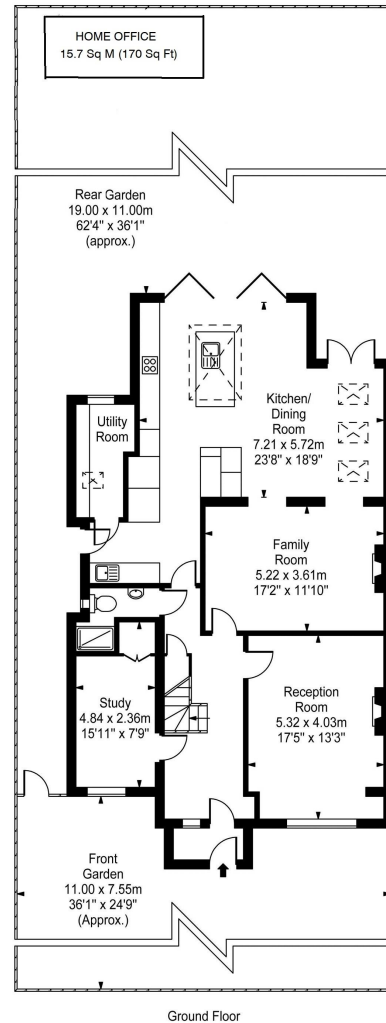 HOME OFFICE
15.7 Sq M (170 Sq Ft)
Rear Garden
19.00 x 11.00m
62'4" x 36'1"
(approx.)
Utility
Room
Kitchen/
Dining
Room
7.21 x 5.72m
23'8" x 18'9"
Family
Room
5.22 x 3.61m
17'2" x 11'10"
Study
4.84 x 2.36m
15'11" x 7'9"
Reception
Room
5.32 x 4.03m
17'5" x 13'3"
Front
Garden
11.00 x 7.55m
36'1" x 24'9"
(Approx.)
Ground Floor